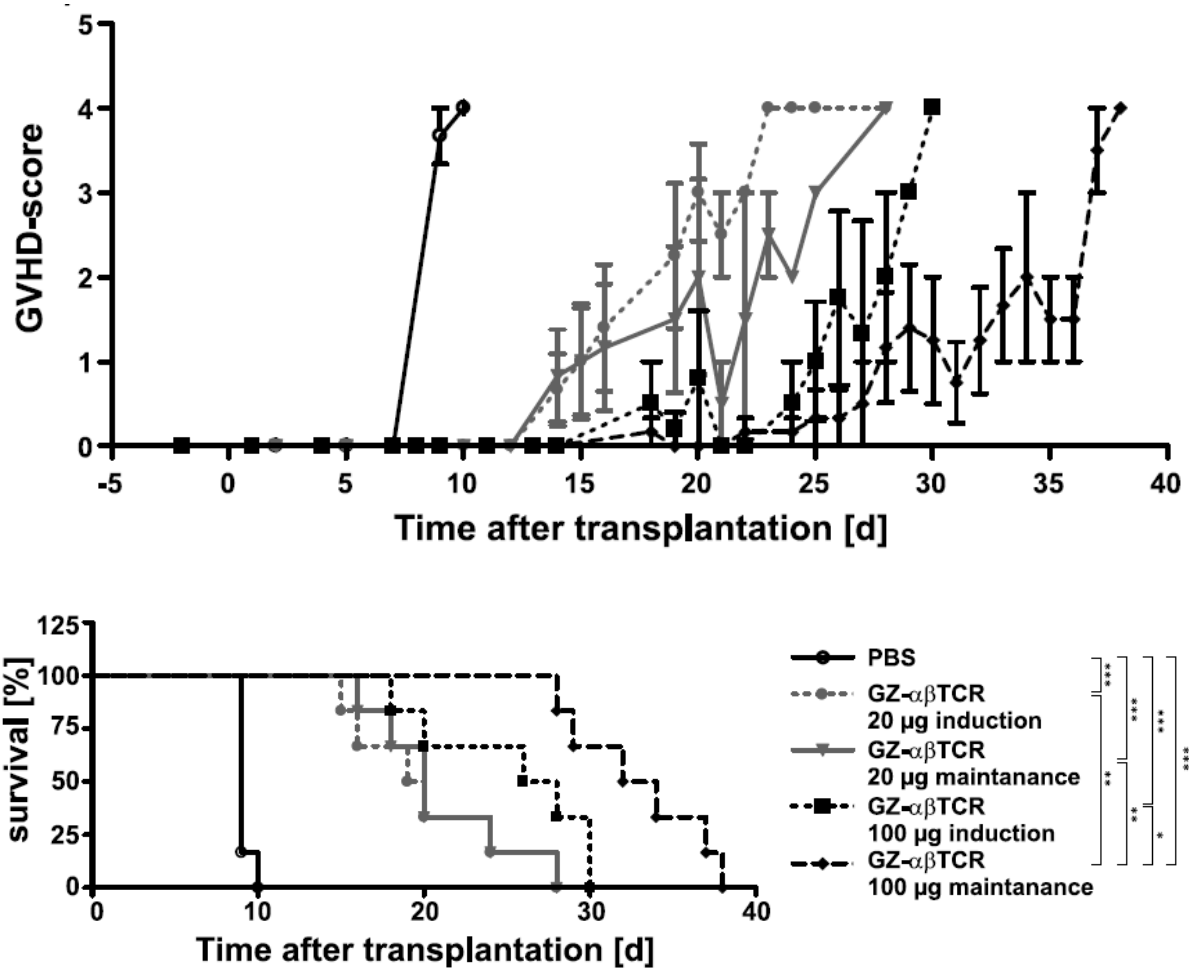 5
4
3
2
1
0
GVHD-score
-5 0 5 10 15 20 25 30 35 40
Time after transplantation [d]
125
100
75
50
25
0
survival [%]
0 10 20 30 40
Time after transplantation [d]
PBS
GZ-αβTCR
20 µg induction
GZ-αβTCR
20 µg maintanance
GZ-αβTCR
100 µg induction
GZ-αβTCR
100 µg maintanance
***
***
***
***
**
**
*